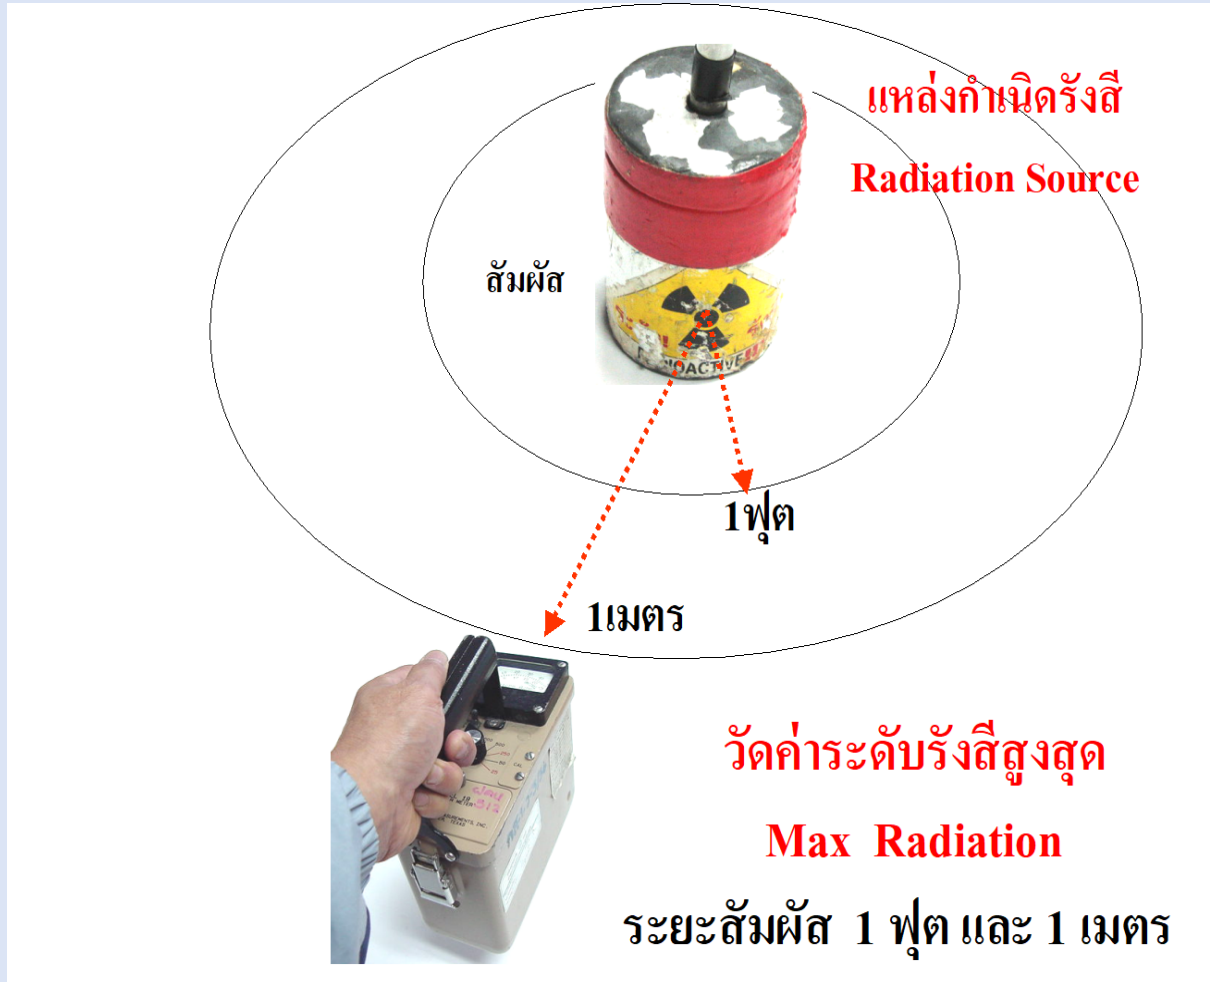 แหล่งกำเนิดรังสี
Radiation Source
สัมผัส
1ฟุต
1เมตร
วัดค่าระดับรังสีสูงสุด
Max Radiation
ระยะสัมผัส 1 ฟุต และ 1 เมตร